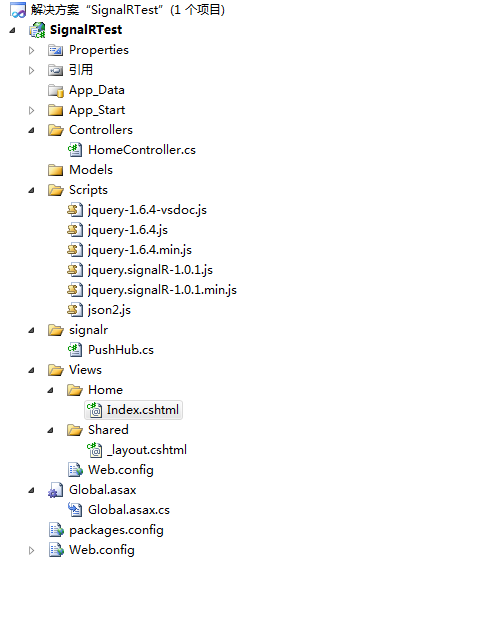 解决方案“SignalRTest”(1 个项目)
SignalRTest
Properties
引用
App_Data
App_Start
Controllers
HomeController.cs
Models
Scripts
jquery-1.6.4-vsdoc.js
jquery-1.6.4.js
jquery-1.6.4.min.js
jquery.signalR-1.0.1.js
jquery.signalR-1.0.1.min.js
json2.js
signalr
PushHub.cs
Views
Home
Index.cshtml
Shared
_layout.cshtml
Web.config
Global.asax
Global.asax.cs
packages.config
Web.config